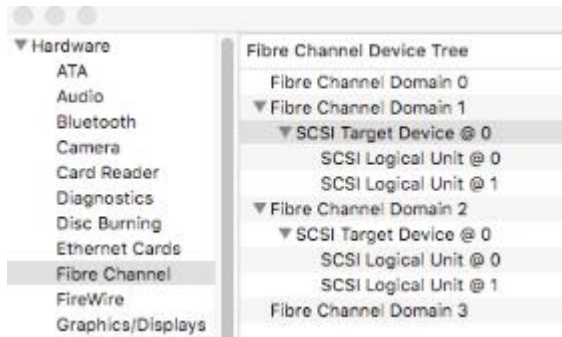 Hardware
ATA
Audio
Bluetooth
Camera
Card Reader
Diagnostics
Disc Burning
Ethernet Cards
Fibre Channel
FireWire
Graphics/Displays
Fibre Channel Device Tree
Fibre Channel Domain 0
Fibre Channel Domain 1
SCSI Target Device @ 0
SCSI Logical Unit @ 0
SCSI Logical Unit @ 1
Fibre Channel Domain 2
SCSI Target Device @ 0
SCSI Logical Unit @ 0
SCSI Logical Unit @ 1
Fibre Channel Domain 3